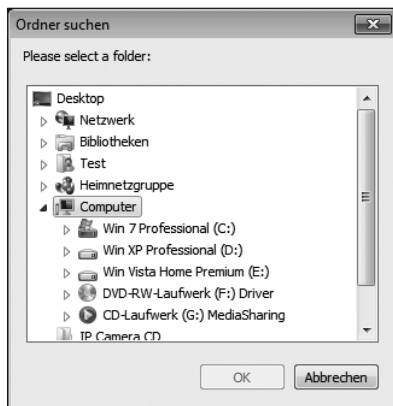 Ordner suchen
Please select a folder:
Desktop
Netzwerk
Bibliotheken
Test
Heimnetzgruppe
Computer
Win 7 Professional (C:)
Win XP Professional (D:)
Win Vista Home Premium (E:)
DVD-RW-Laufwerk (F:) Driver
CD-Laufwerk (G:) MediaSharing
IP Camera CD
OK
Abbrechen